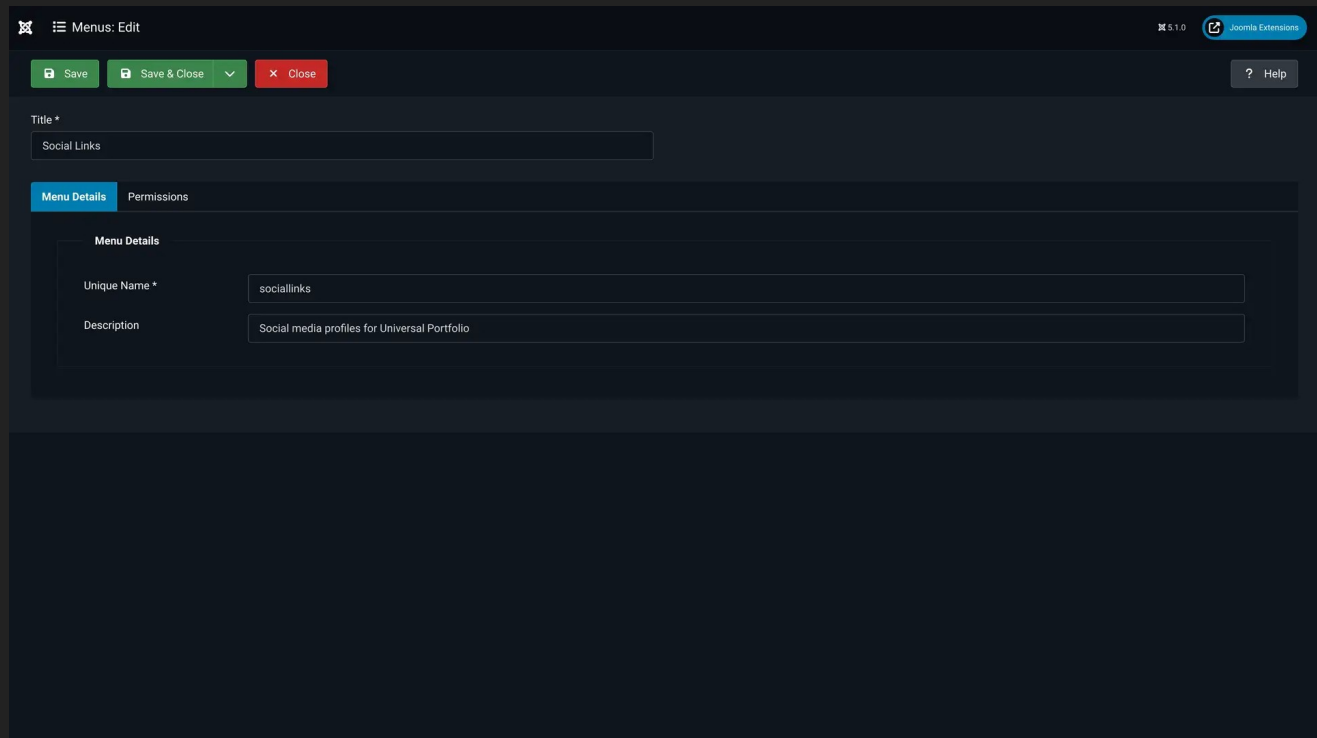 Menus: Edit
5.1.0
Joomla Extensions
Save
Save & Close
Close
? Help
Title *
Social Links
Menu Details
Permissions
Menu Details
Unique Name *
sociallinks
Description
Social media profiles for Universal Portfolio